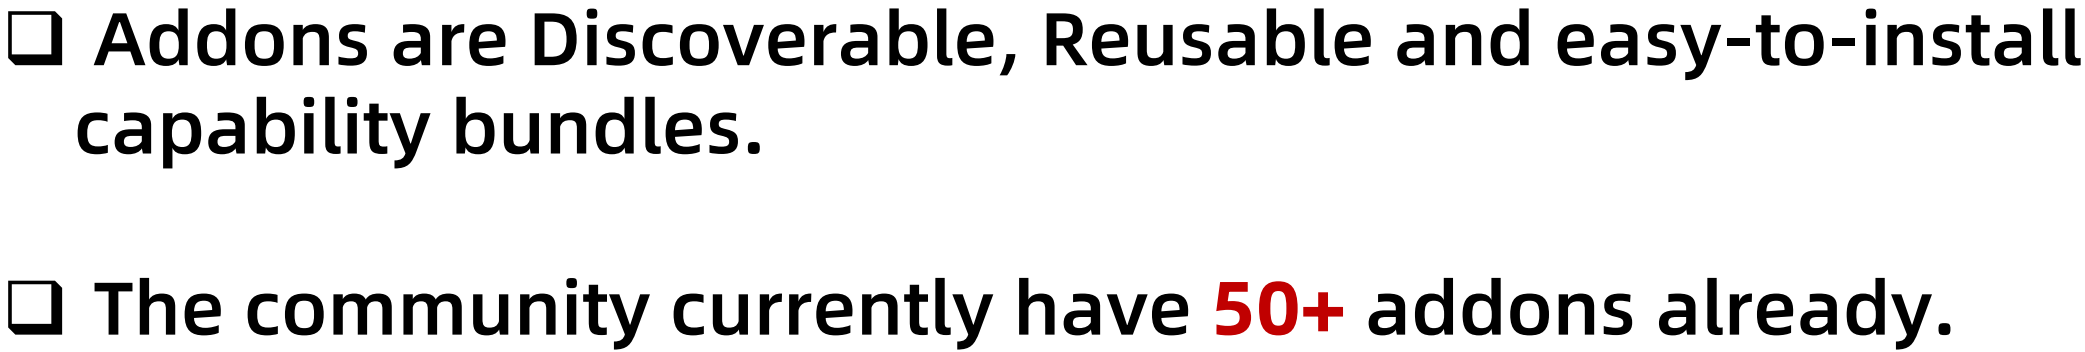 ❑ Addons are Discoverable, Reusable and easy-to-install
capability bundles.
❑ The community currently have 50+ addons already.